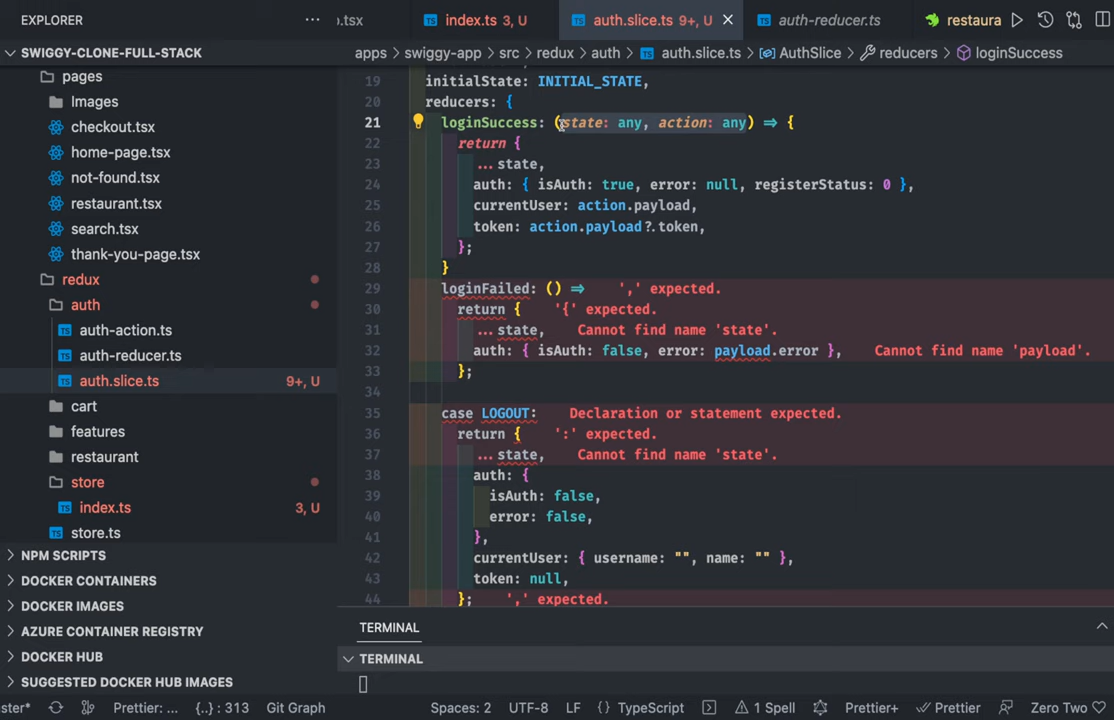 EXPLORER ··· o.tsx index.ts 3, U auth.slice.ts 9+, U auth-reducer.ts restaura
SWIGGY-CLONE-FULL-STACK
apps > swiggy-app > src > redux > auth > auth.slice.ts > AuthSlice > reducers > loginSuccess
pages
Images
checkout.tsx
home-page.tsx
not-found.tsx
restaurant.tsx
search.tsx
thank-you-page.tsx
redux
auth
auth-action.ts
auth-reducer.ts
auth.slice.ts 9+, U
cart
features
restaurant
store
index.ts 3, U
store.ts
NPM SCRIPTS
DOCKER CONTAINERS
DOCKER IMAGES
AZURE CONTAINER REGISTRY
DOCKER HUB
SUGGESTED DOCKER HUB IMAGES
19 initialState: INITIAL_STATE,
20 reducers: {
21 loginSuccess: (state: any, action: any) => {
22 return {
23 ...state,
24 auth: { isAuth: true, error: null, registerStatus: 0 },
25 currentUser: action.payload,
26 token: action.payload?.token,
27 };
28 }
29 loginFailed: () => ',' expected.
30 return { '{' expected.
31 ...state, Cannot find name 'state'.
32 auth: { isAuth: false, error: payload.error }, Cannot find name 'payload'.
33 };
34
35 case LOGOUT: Declaration or statement expected.
36 return { ':' expected.
37 ...state, Cannot find name 'state'.
38 auth: {
39 isAuth: false,
40 error: false,
41 },
42 currentUser: { username: "", name: "" },
43 token: null,
44 }; ',' expected.
TERMINAL
TERMINAL
ster* Prettier: ... {..} : 313 Git Graph Spaces: 2 UTF-8 LF {} TypeScript 1 Spell Prettier+ Prettier Zero Two